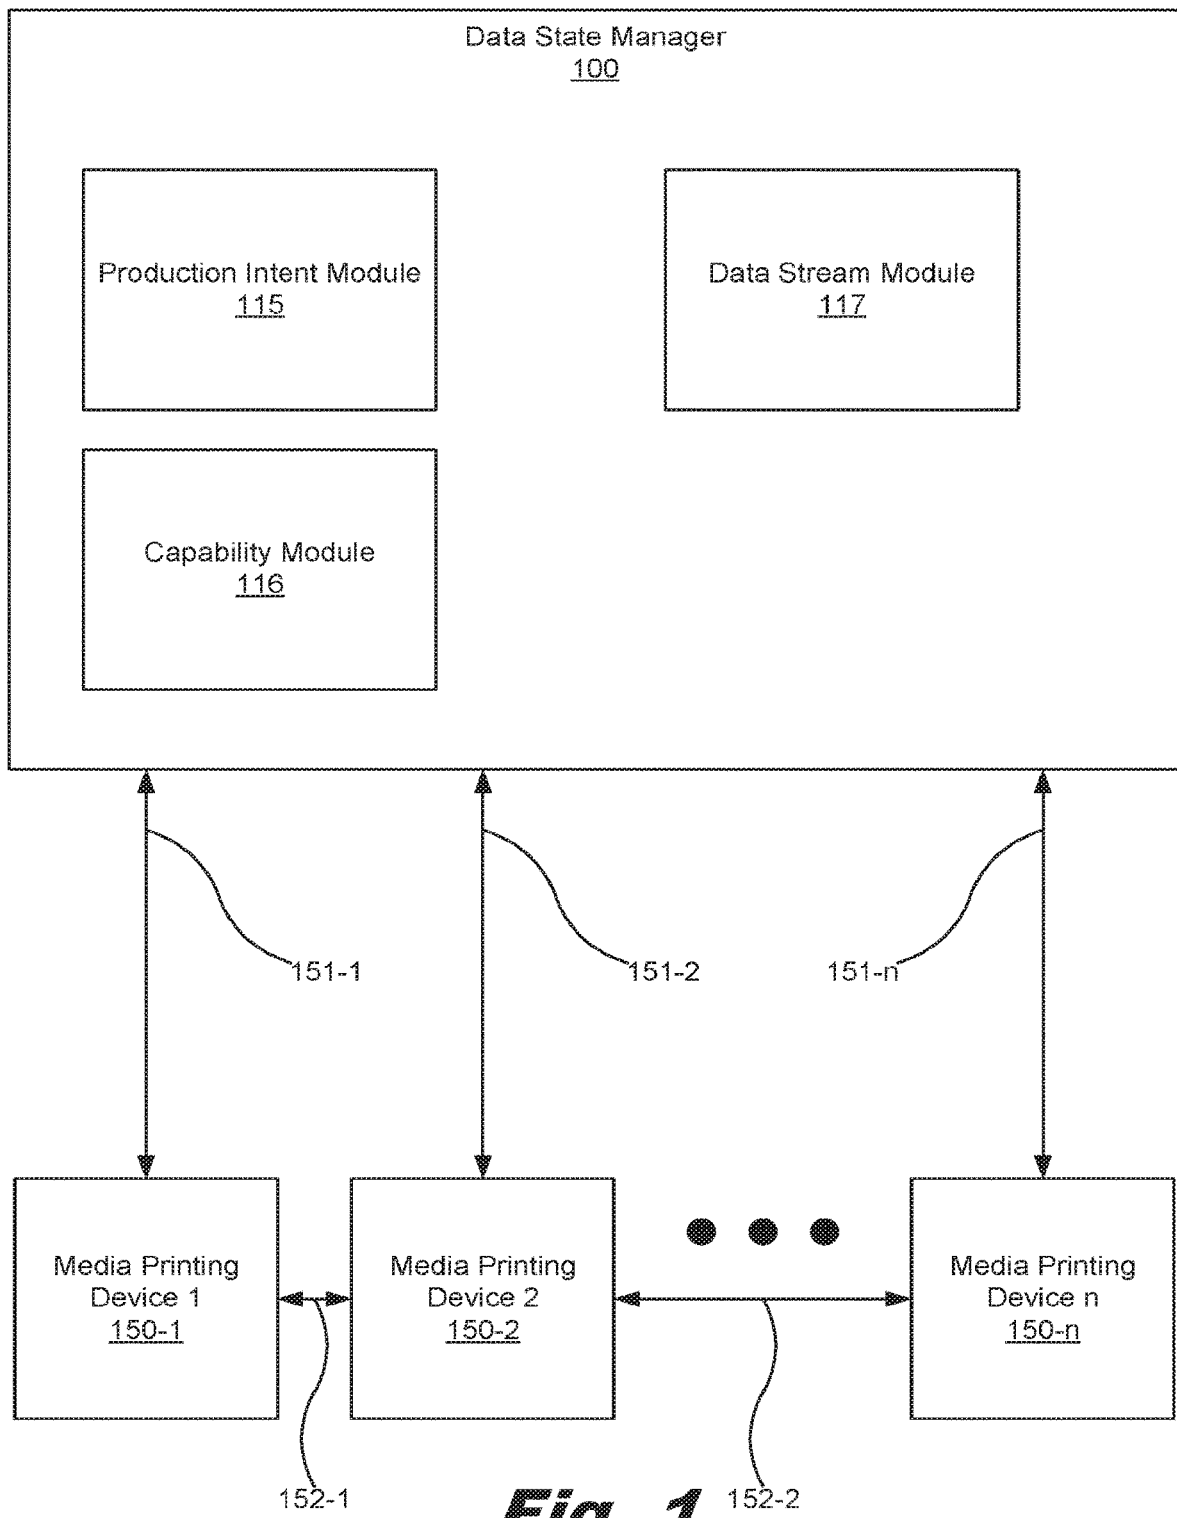 Data State Manager
100
Production Intent Module
115
Data Stream Module
117
Capability Module
116
151-1
151-2
151-n
Media Printing
Device 1
150-1
Media Printing
Device 2
150-2
Media Printing
Device n
150-n
152-1
Fig. 1
152-2